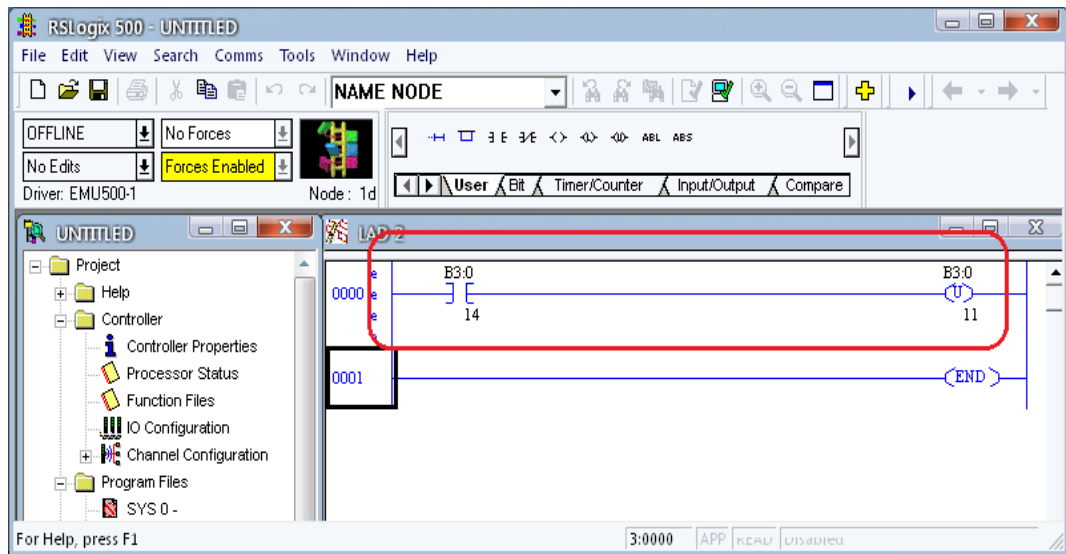 RSLogix 500 - UNTITLED
File Edit View Search Comms Tools Window Help
NAME NODE
OFFLINE No Forces
No Edits Forces Enabled
Driver: EMU500-1 Node: 1d
ABL ABS
User Bit Timer/Counter Input/Output Compare
UNTITLED
Project
Help
Controller
Controller Properties
Processor Status
Function Files
IO Configuration
Channel Configuration
Program Files
SYS 0 -
LAD 2
e
0000 e
e
e
B3:0 B3:0
U
14 11
0001 END
For Help, press F1 3:0000 APP READ Disabled